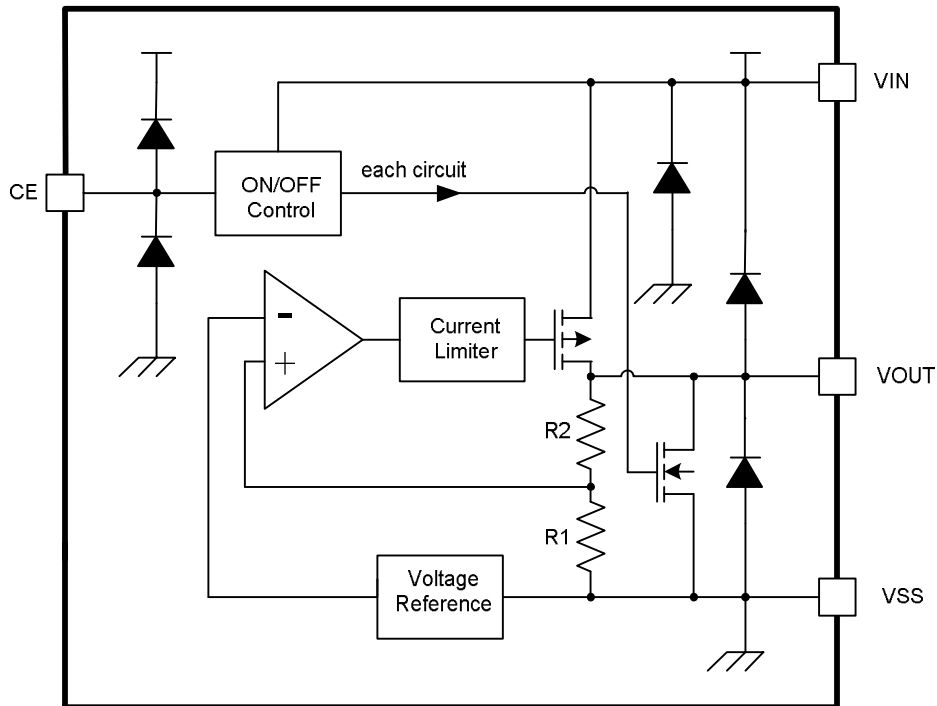 VIN
each circuit
CE
ON/OFF
Control
-
+
Current
Limiter
VOUT
R2
R1
Voltage
Reference
VSS